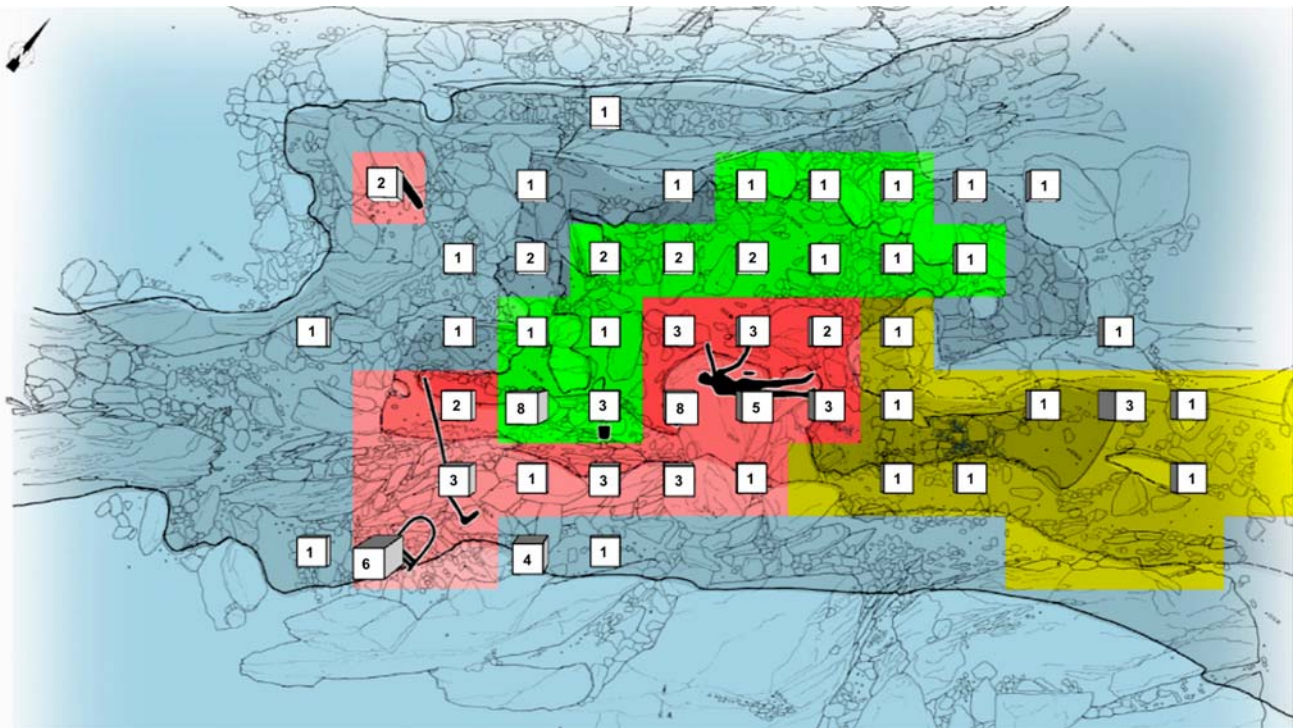 1
2 1 1 1 1 1 1 1
1 2 2 2 2 1 1 1
1 1 1 1 3 3 2 1 1
2 8 3 8 5 3 1 1 3 1
3 1 3 3 1 1 1 1
1 6 4 1